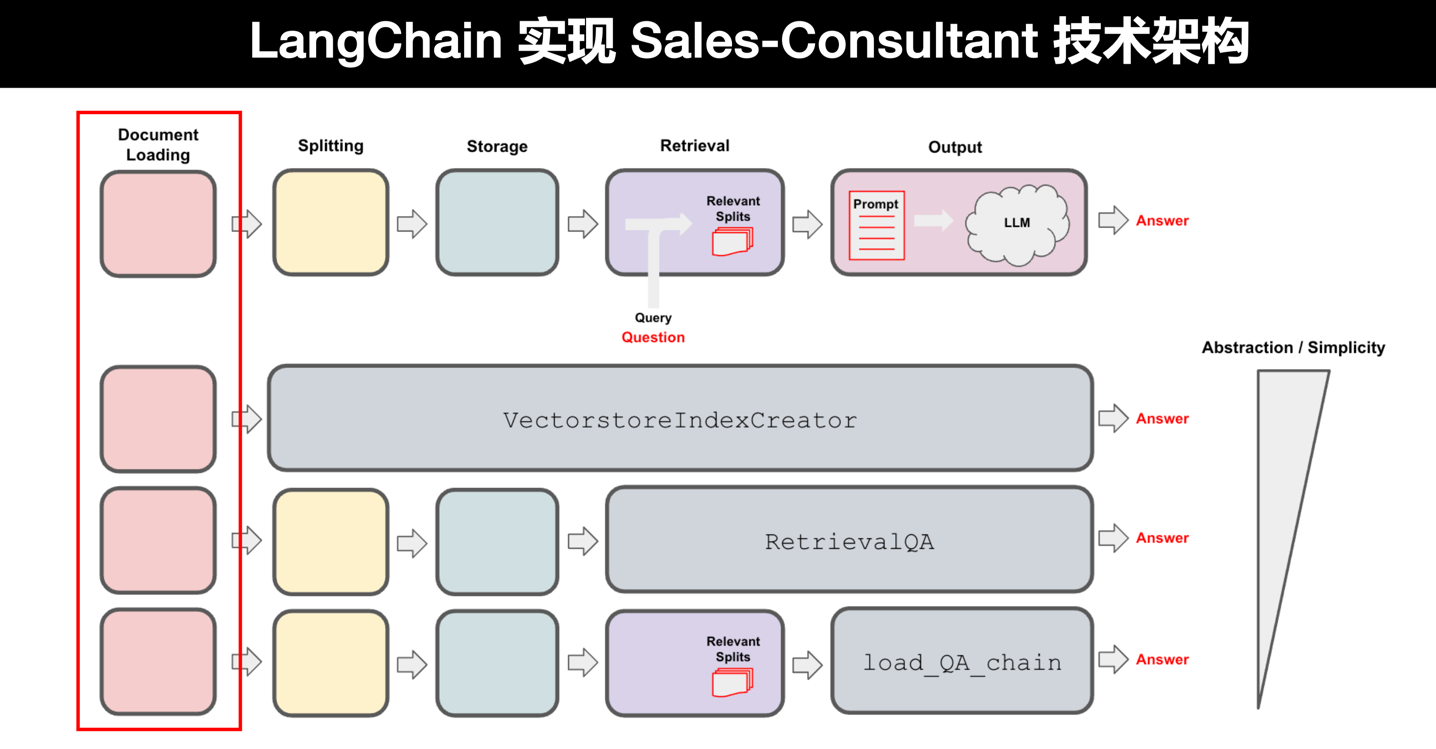 LangChain 实现 Sales-Consultant 技术架构
Document
Loading
Splitting
Storage
Retrieval
Output
Relevant
Splits
Prompt
LLM
Answer
Query
Question
Abstraction / Simplicity
VectorstoreIndexCreator
Answer
RetrievalQA
Answer
Relevant
Splits
load_QA_chain
Answer